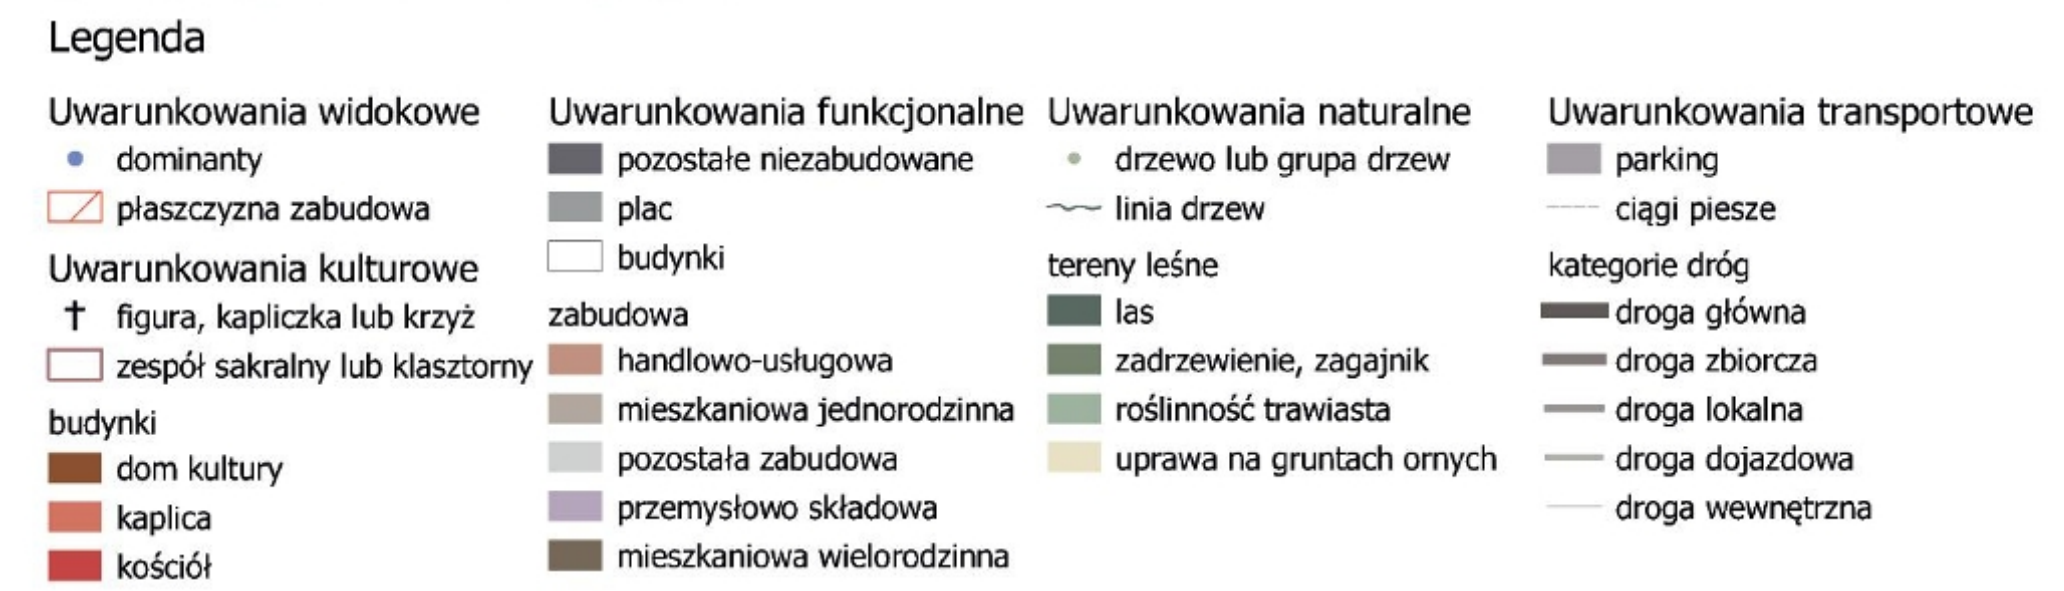 Legenda
Uwarunkowania widokowe
dominanty
płaszczyzna zabudowa
Uwarunkowania kulturowe
figura, kapliczka lub krzyż
zespół sakralny lub klasztorny
budynki
dom kultury
kaplica
kościół
Uwarunkowania funkcjonalne
pozostałe niezabudowane
plac
budynki
zabudowa
handlowo-usługowa
mieszkaniowa jednorodzinna
pozostała zabudowa
przemysłowo składowa
mieszkaniowa wielorodzinna
Uwarunkowania naturalne
drzewo lub grupa drzew
linia drzew
tereny leśne
las
zadrzewienie, zagajnik
roślinność trawiasta
uprawa na gruntach ornych
Uwarunkowania transportowe
parking
ciągi piesze
kategorie dróg
droga główna
droga zbiorcza
droga lokalna
droga dojazdowa
droga wewnętrzna